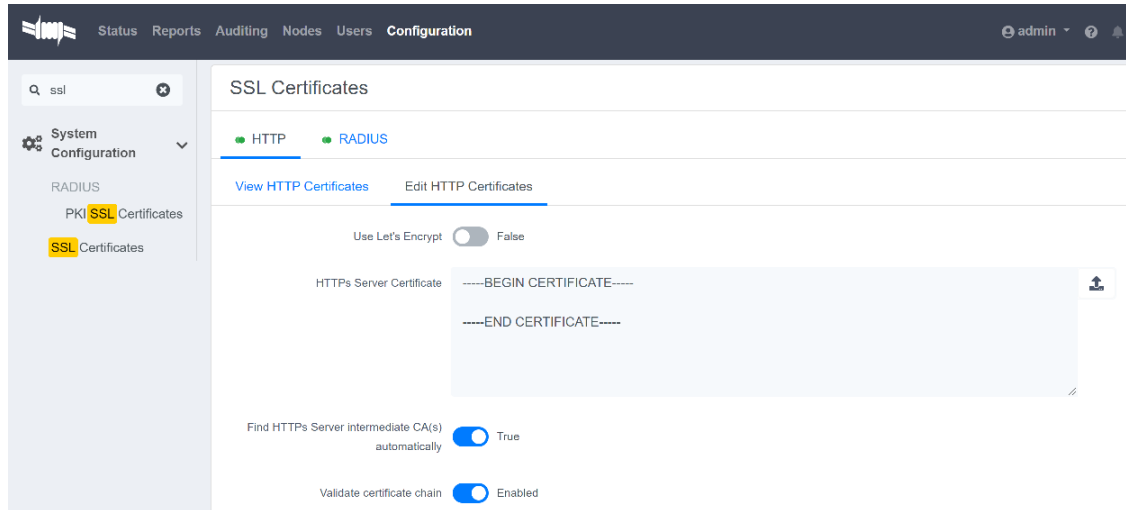 Status Reports Auditing Nodes Users Configuration admin
ssl
System
Configuration
RADIUS
PKI SSL Certificates
SSL Certificates
SSL Certificates
HTTP RADIUS
View HTTP Certificates Edit HTTP Certificates
Use Let's Encrypt False
HTTPs Server Certificate -----BEGIN CERTIFICATE-----
-----END CERTIFICATE-----
Find HTTPs Server intermediate CA(s)
automatically True
Validate certificate chain Enabled